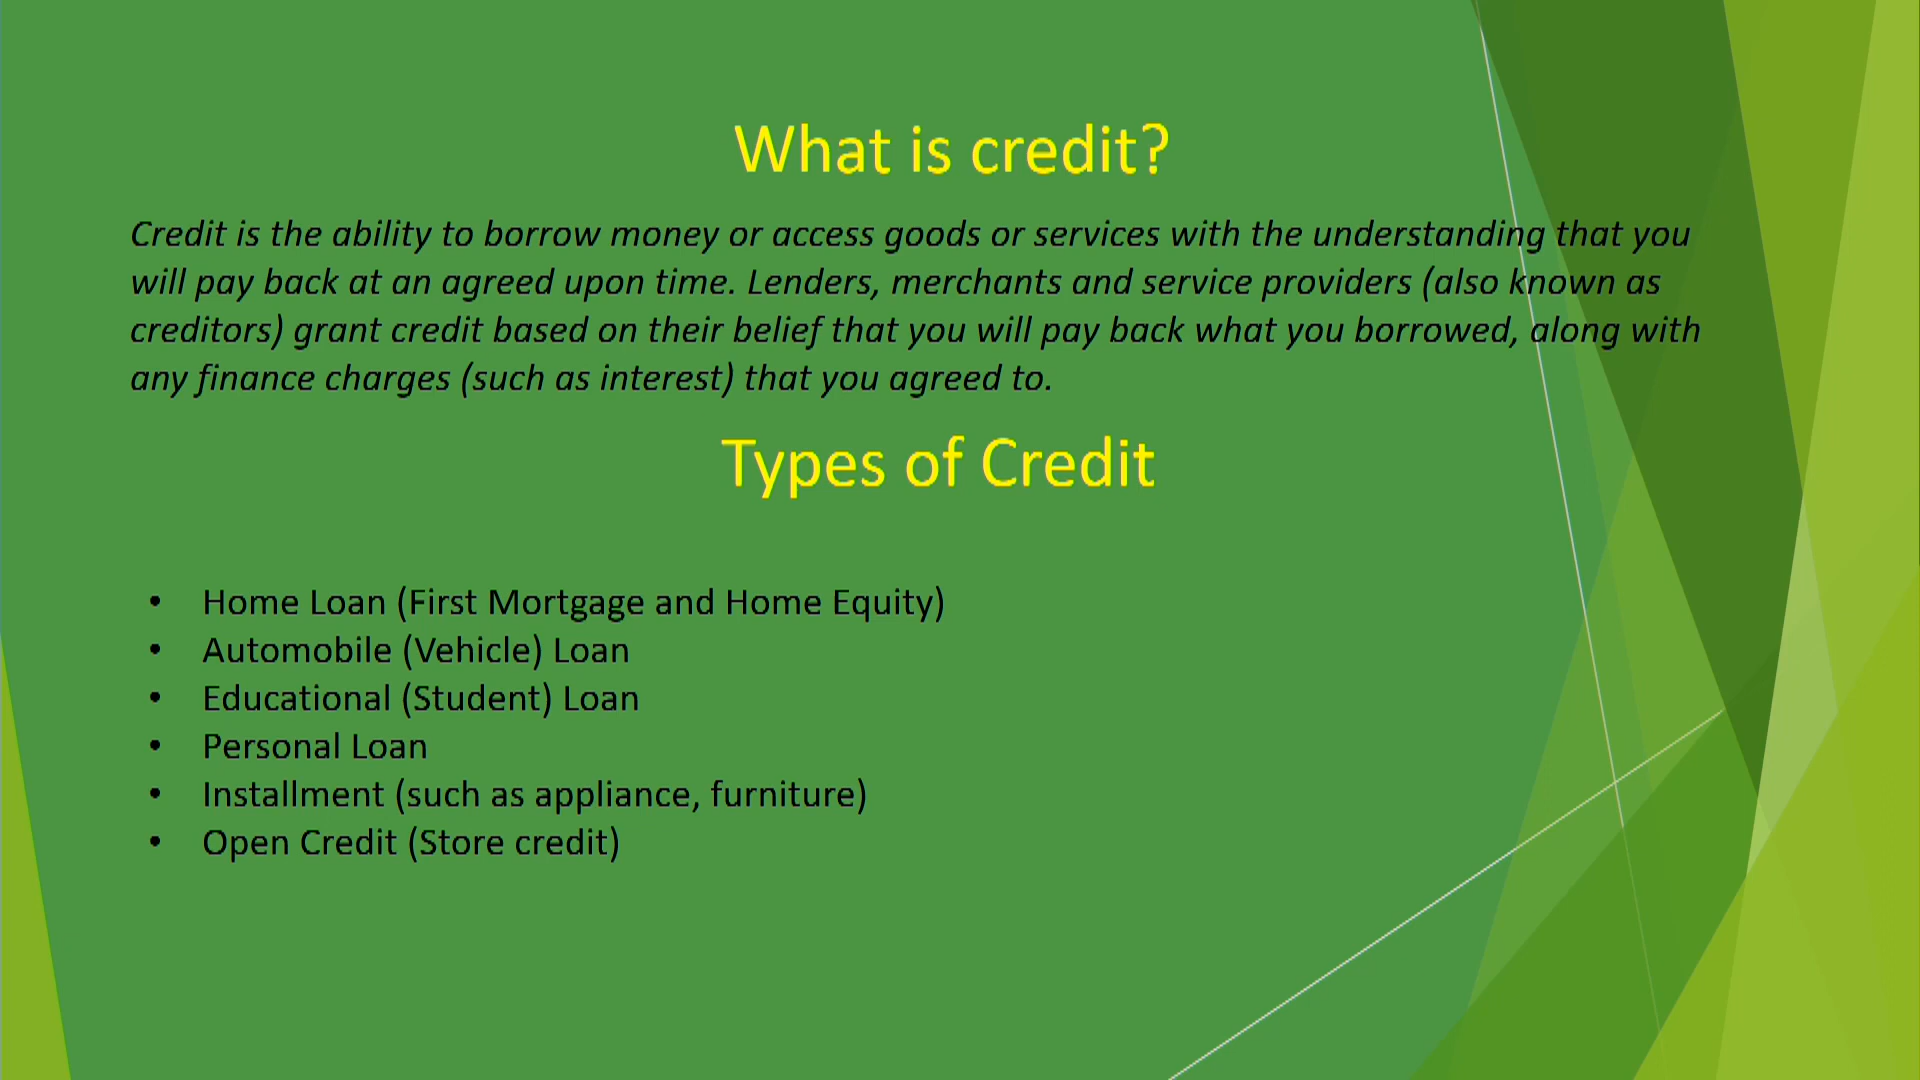 What is credit?
Credit is the ability to borrow money or access goods or services with the understanding that you
will pay back at an agreed upon time. Lenders, merchants and service providers (also known as
creditors) grant credit based on their belief that you will pay back what you borrowed, along with
any finance charges (such as interest) that you agreed to.
Types of Credit
• Home Loan (First Mortgage and Home Equity)
• Automobile (Vehicle) Loan
• Educational (Student) Loan
• Personal Loan
• Installment (such as appliance, furniture)
• Open Credit (Store credit)